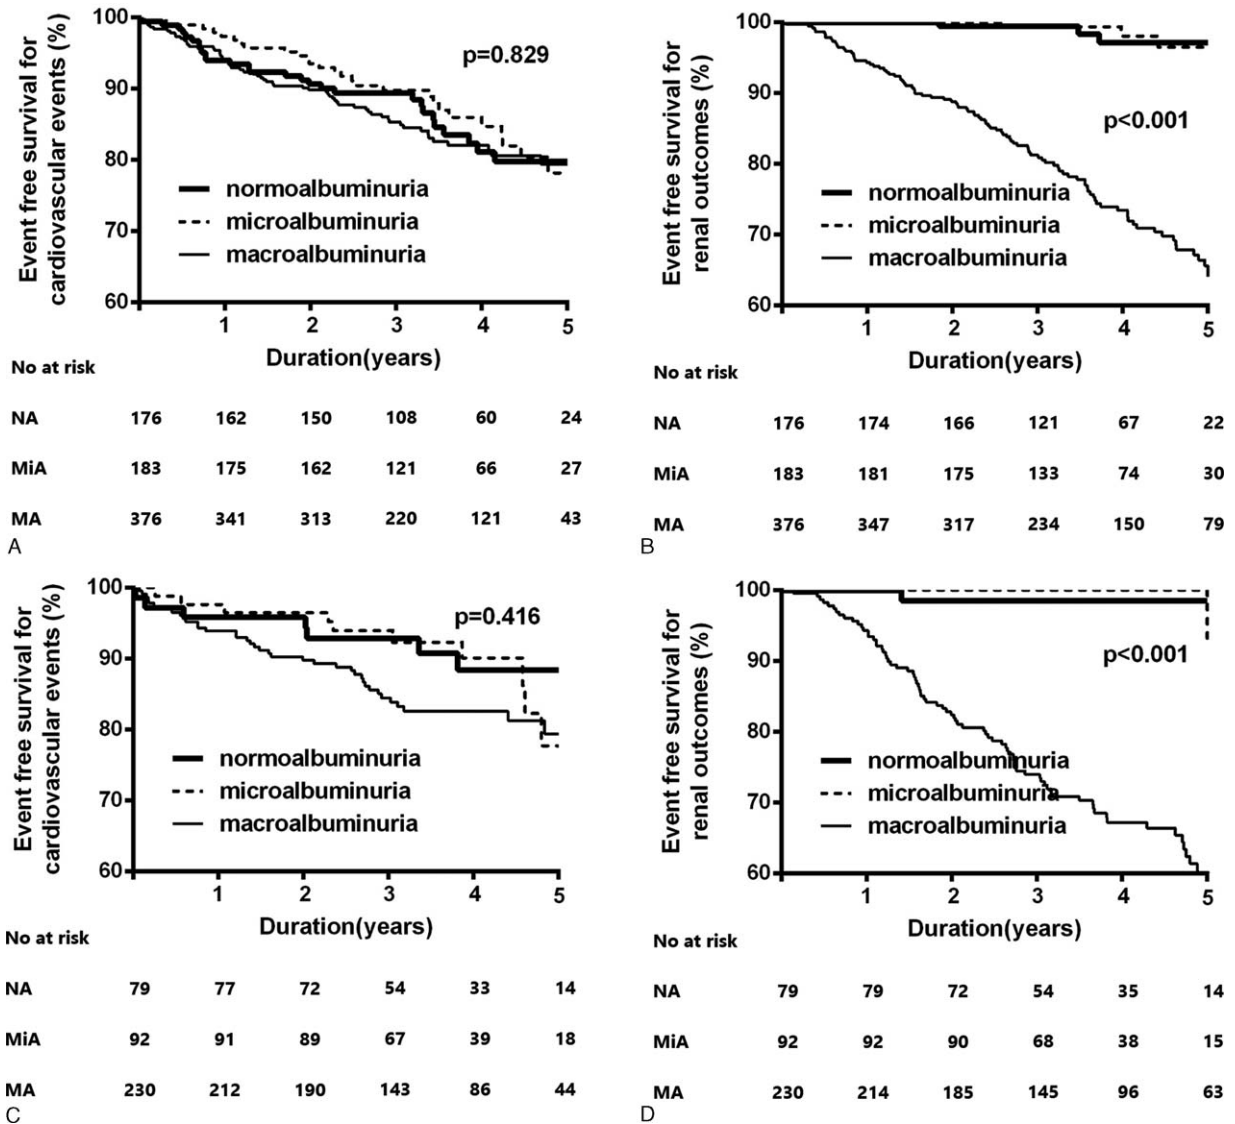 Event free survival for
cardiovascular events (%)
100
90
80
70
60
p=0.829
normoalbuminuria
microalbuminuria
macroalbuminuria
1 2 3 4 5
Duration(years)
No at risk
NA 176 162 150 108 60 24
MiA 183 175 162 121 66 27
MA 376 341 313 220 121 43
A
Event free survival for
renal outcomes (%)
100
90
80
70
60
p<0.001
normoalbuminuria
microalbuminuria
macroalbuminuria
1 2 3 4 5
Duration(years)
No at risk
NA 176 174 166 121 67 22
MiA 183 181 175 133 74 30
MA 376 347 317 234 150 79
B
Event free survival for
cardiovascular events (%)
100
90
80
70
60
p=0.416
normoalbuminuria
microalbuminuria
macroalbuminuria
1 2 3 4 5
Duration(years)
No at risk
NA 79 77 72 54 33 14
MiA 92 91 89 67 39 18
MA 230 212 190 143 86 44
C
Event free survival for
renal outcomes (%)
100
90
80
70
60
p<0.001
normoalbuminuria
microalbuminuria
macroalbuminuria
1 2 3 4 5
Duration(years)
No at risk
NA 79 79 72 54 35 14
MiA 92 92 90 68 38 15
MA 230 214 185 145 96 63
D